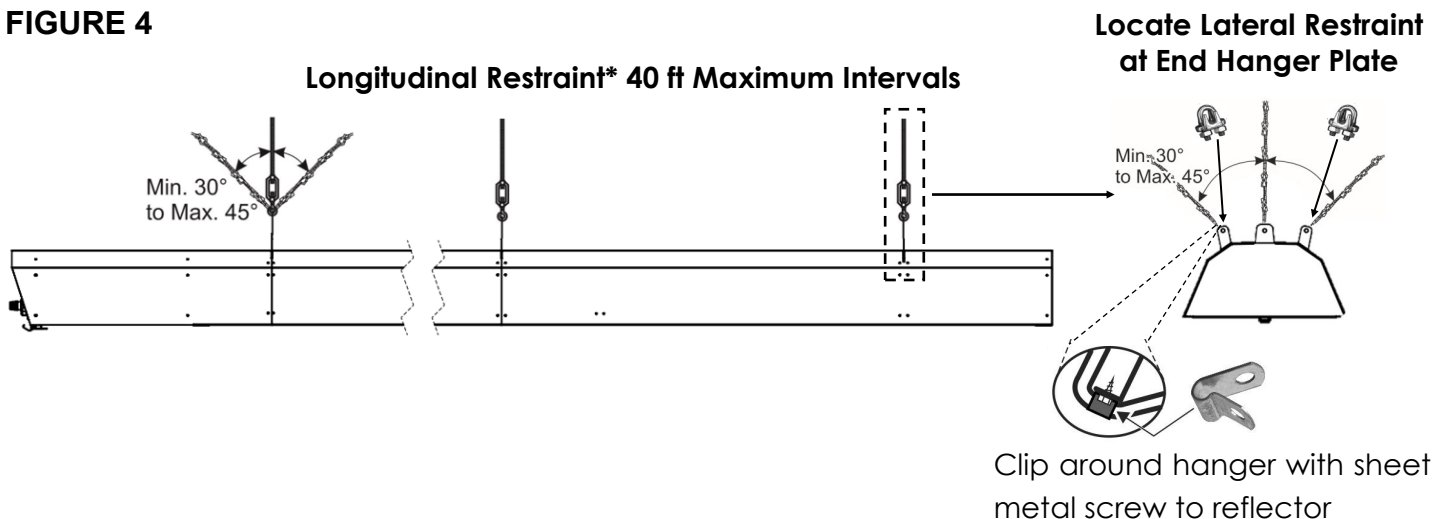 FIGURE 4
Locate Lateral Restraint
at End Hanger Plate
Longitudinal Restraint* 40 ft Maximum Intervals
Min. 30°
to Max. 45°
Min. 30°
to Max. 45°
Clip around hanger with sheet
metal screw to reflector